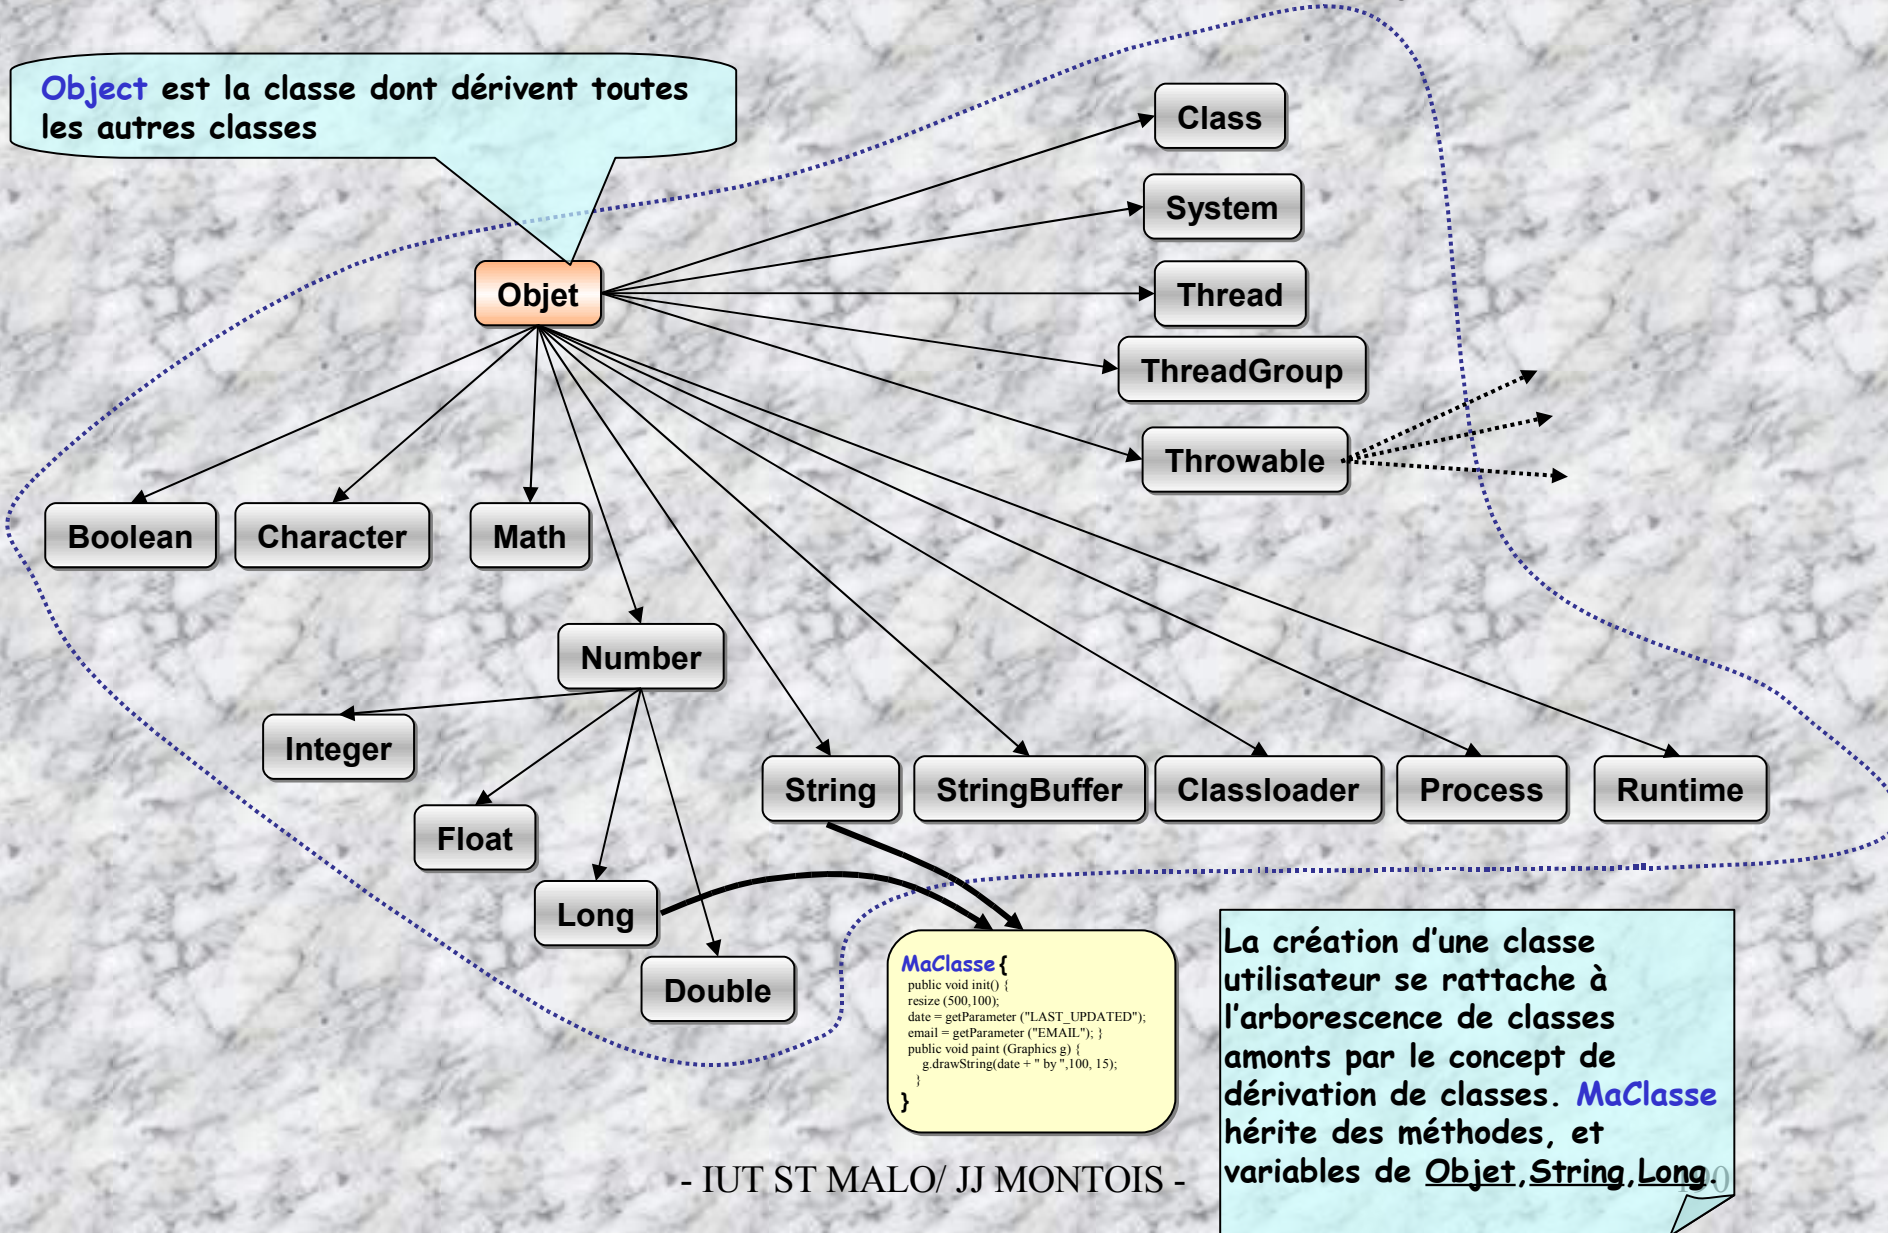 Object est la classe dont dérivent toutes
les autres classes
Class
System
Objet
Thread
ThreadGroup
Throwable
Boolean
Character
Math
Number
Integer
String
StringBuffer
Classloader
Process
Runtime
Float
Long
Double
MaClasse{
public void init() {
resize (500,100);
date = getParameter ("LAST_UPDATED");
email = getParameter ("EMAIL"); }
public void paint (Graphics g) {
g.drawString(date + " by ",100, 15);
}
}
La création d'une classe
utilisateur se rattache à
l'arborescence de classes
amonts par le concept de
dérivation de classes. MaClasse
hérite des méthodes, et
variables de Objet,String,Long.
- IUT ST MALO/ JJ MONTOIS -